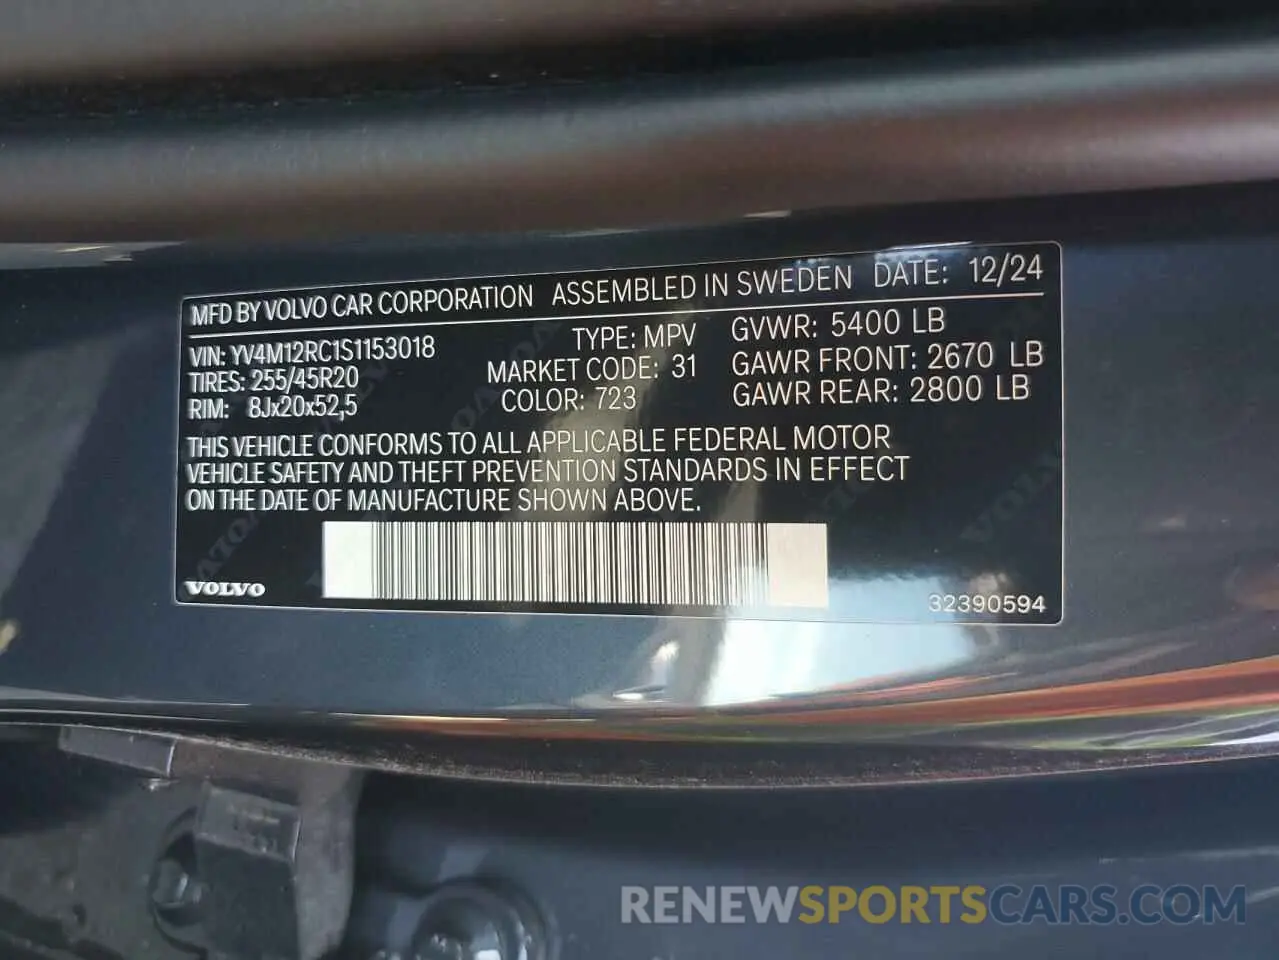 MFD BY VOLVO CAR CORPORATION ASSEMBLED IN SWEDEN DATE: 12/24
VIN: YV4M12RC1S1153018 TYPE: MPV GVWR: 5400 LB
TIRES: 255/45R20 MARKET CODE: 31 GAWR FRONT: 2670 LB
RIM: 8Jx20x52,5 COLOR: 723 GAWR REAR: 2800 LB
THIS VEHICLE CONFORMS TO ALL APPLICABLE FEDERAL MOTOR
VEHICLE SAFETY AND THEFT PREVENTION STANDARDS IN EFFECT
ON THE DATE OF MANUFACTURE SHOWN ABOVE.
VOLVO
32390594
RENEWSPORTSCARS.COM